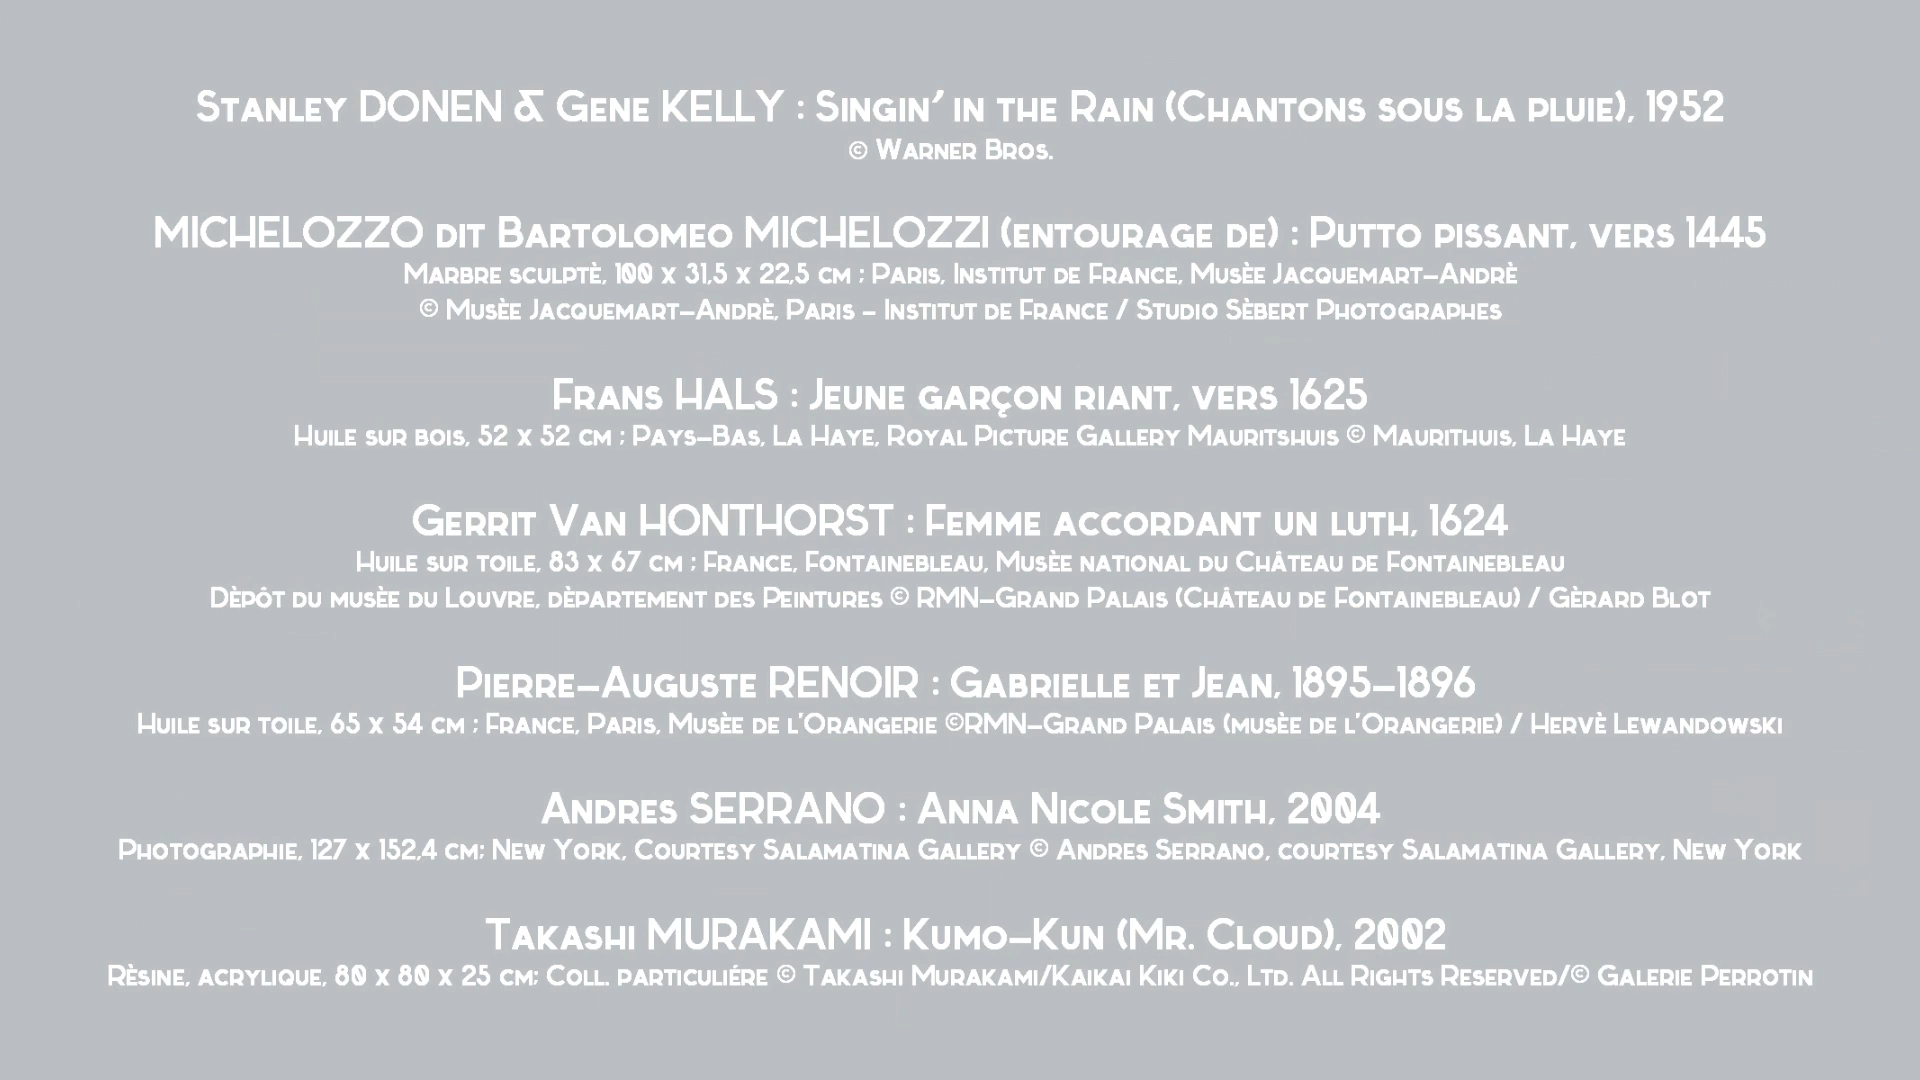 Stanley DONEN & Gene KELLY : Singin' in the Rain (Chantons sous la pluie), 1952
© Warner Bros.
MICHELOZZO dit Bartolomeo MICHELOZZI (entourage de) : Putto pissant, vers 1445
Marbre sculptè, 100 x 31,5 x 22,5 cm ; Paris, Institut de France, Musèe Jacquemart-Andrè
© Musèe Jacquemart-Andrè, Paris - Institut de France / Studio Sèbert Photographes
Frans HALS : Jeune garçon riant, vers 1625
Huile sur bois, 52 x 52 cm ; Pays-Bas, La Haye, Royal Picture Gallery Mauritshuis © Maurithuis, La Haye
Gerrit Van HONTHORST : Femme accordant un luth, 1624
Huile sur toile, 83 x 67 cm ; France, Fontainebleau, Musèe national du Château de Fontainebleau
Dèpôt du musèe du Louvre, dèpartement des Peintures © RMN-Grand Palais (Château de Fontainebleau) / Gèrard Blot
Pierre-Auguste RENOIR : Gabrielle et Jean, 1895-1896
Huile sur toile, 65 x 54 cm ; France, Paris, Musèe de l'Orangerie ©RMN-Grand Palais (musèe de l'Orangerie) / Hervè Lewandowski
Andres SERRANO : Anna Nicole Smith, 2004
Photographie, 127 x 152,4 cm; New York, Courtesy Salamatina Gallery © Andres Serrano, courtesy Salamatina Gallery, New York
Takashi MURAKAMI : Kumo-Kun (Mr. Cloud), 2002
Rèsine, acrylique, 80 x 80 x 25 cm; Coll. particuliére © Takashi Murakami/Kaikai Kiki Co., Ltd. All Rights Reserved/© Galerie Perrotin